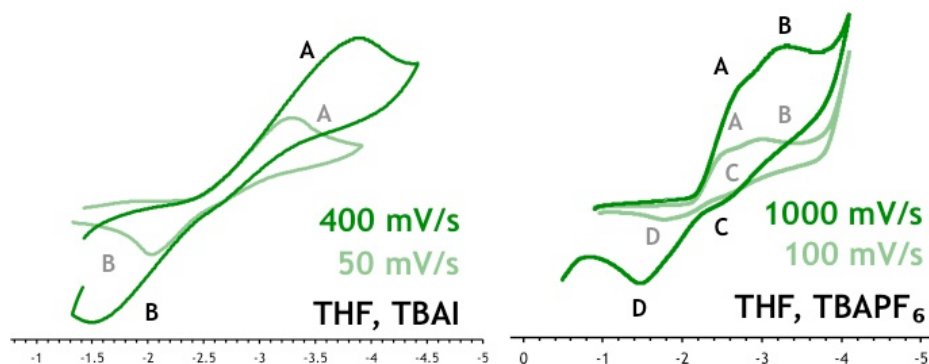 A
A
B
B
400 mV/s
50 mV/s
THF, TBAI
-1 -1.5 -2 -2.5 -3 -3.5 -4 -4.5 -5
B
A
A
B
C
C
D
D
1000 mV/s
100 mV/s
THF, TBAPF₆
0 -1 -2 -3 -4 -5